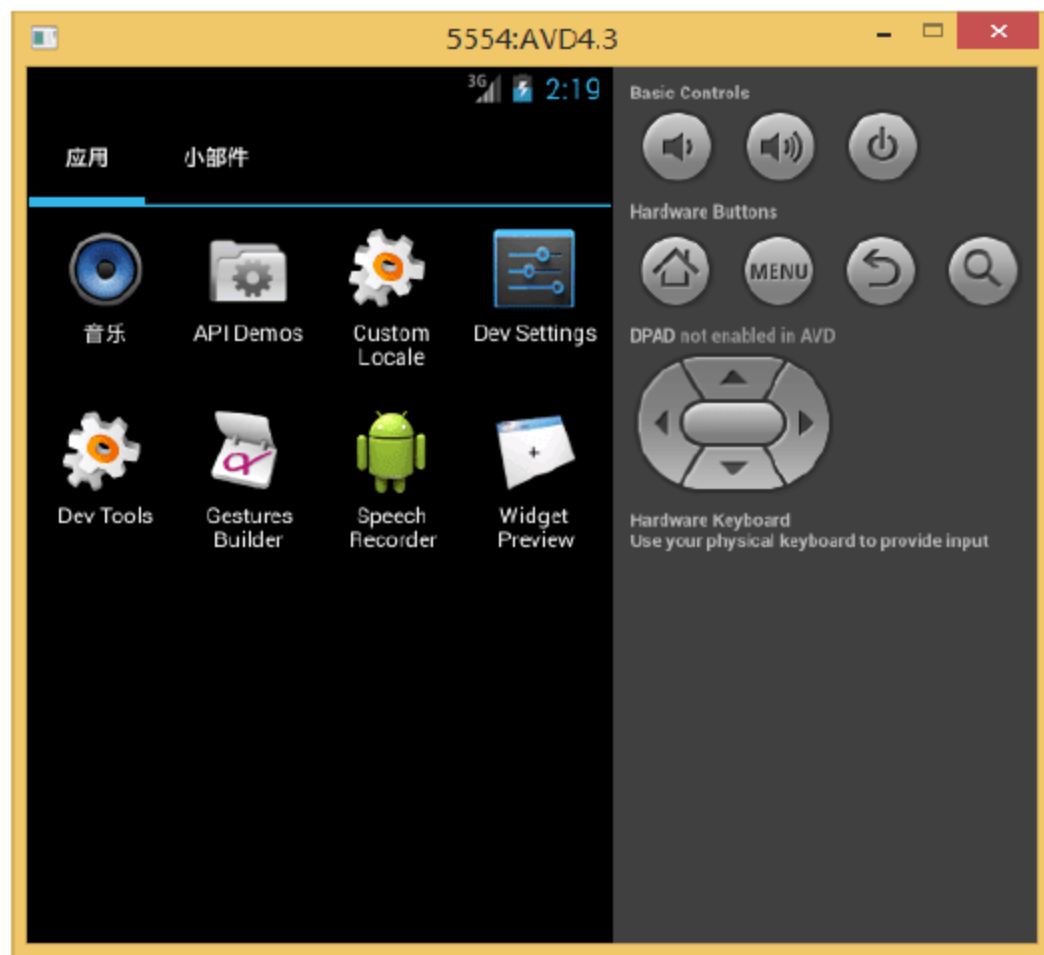 5554:AVD4.3
3G 2:19
应用 小部件
音乐
API Demos
Custom
Locale
Dev Settings
Dev Tools
Gestures
Builder
Speech
Recorder
Widget
Preview
Basic Controls
Hardware Buttons
MENU
DPAD not enabled in AVD
Hardware Keyboard
Use your physical keyboard to provide input